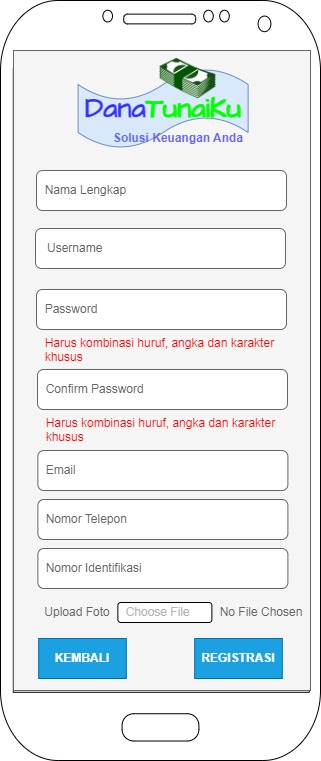 DanaTunaiKu
Solusi Keuangan Anda
Nama Lengkap
Username
Password
Harus kombinasi huruf, angka dan karakter
khusus
Confirm Password
Harus kombinasi huruf, angka dan karakter
khusus
Email
Nomor Telepon
Nomor Identifikasi
Upload Foto Choose File No File Chosen
KEMBALI REGISTRASI